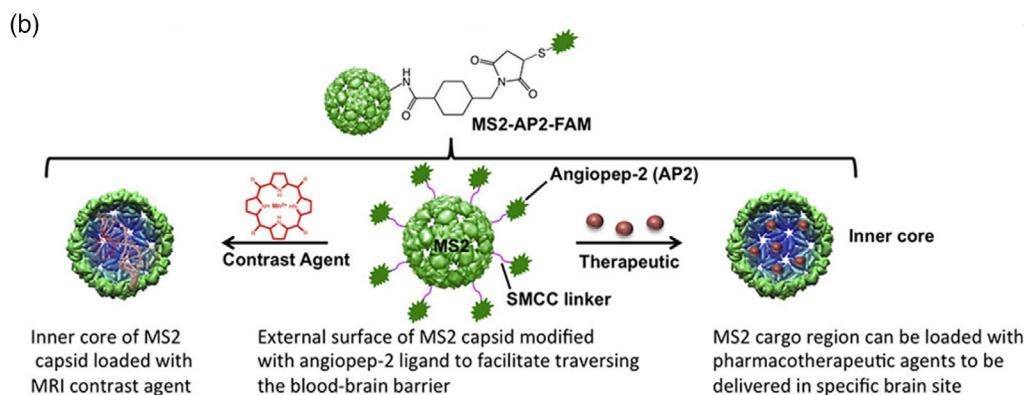 (b)
H
N
O
O
N
O
S
MS2-AP2-FAM
R
R
H
N
NH Mn³⁺ HN
N
H
R
R
Contrast Agent
MS2
Angiopep-2 (AP2)
Therapeutic
SMCC linker
Inner core
Inner core of MS2
capsid loaded with
MRI contrast agent
External surface of MS2 capsid modified
with angiopep-2 ligand to facilitate traversing
the blood-brain barrier
MS2 cargo region can be loaded with
pharmacotherapeutic agents to be
delivered in specific brain site